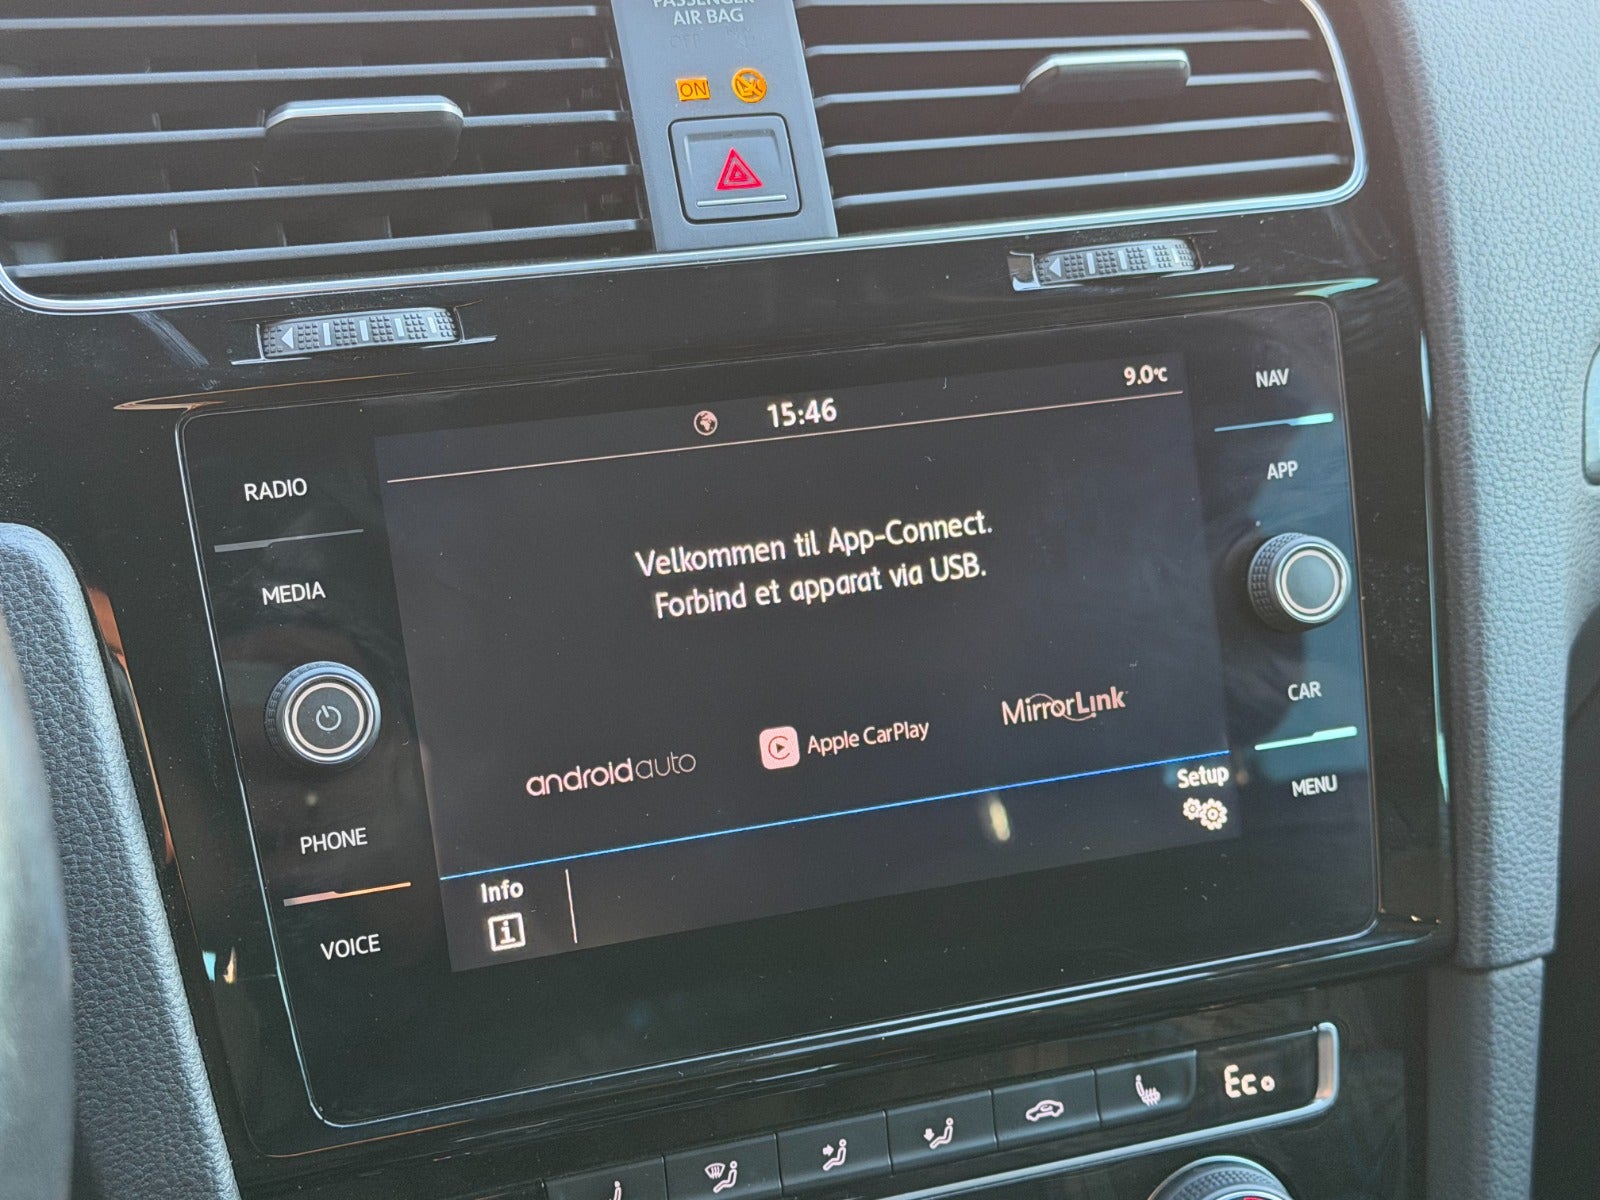 PASSENGER
AIR BAG
ON
15:46
9.0°C
NAV
APP
RADIO
MEDIA
Velkommen til App-Connect.
Forbind et apparat via USB.
CAR
MENU
androidauto
Apple CarPlay
MirrorLink
Setup
PHONE
VOICE
Info
i
Eco